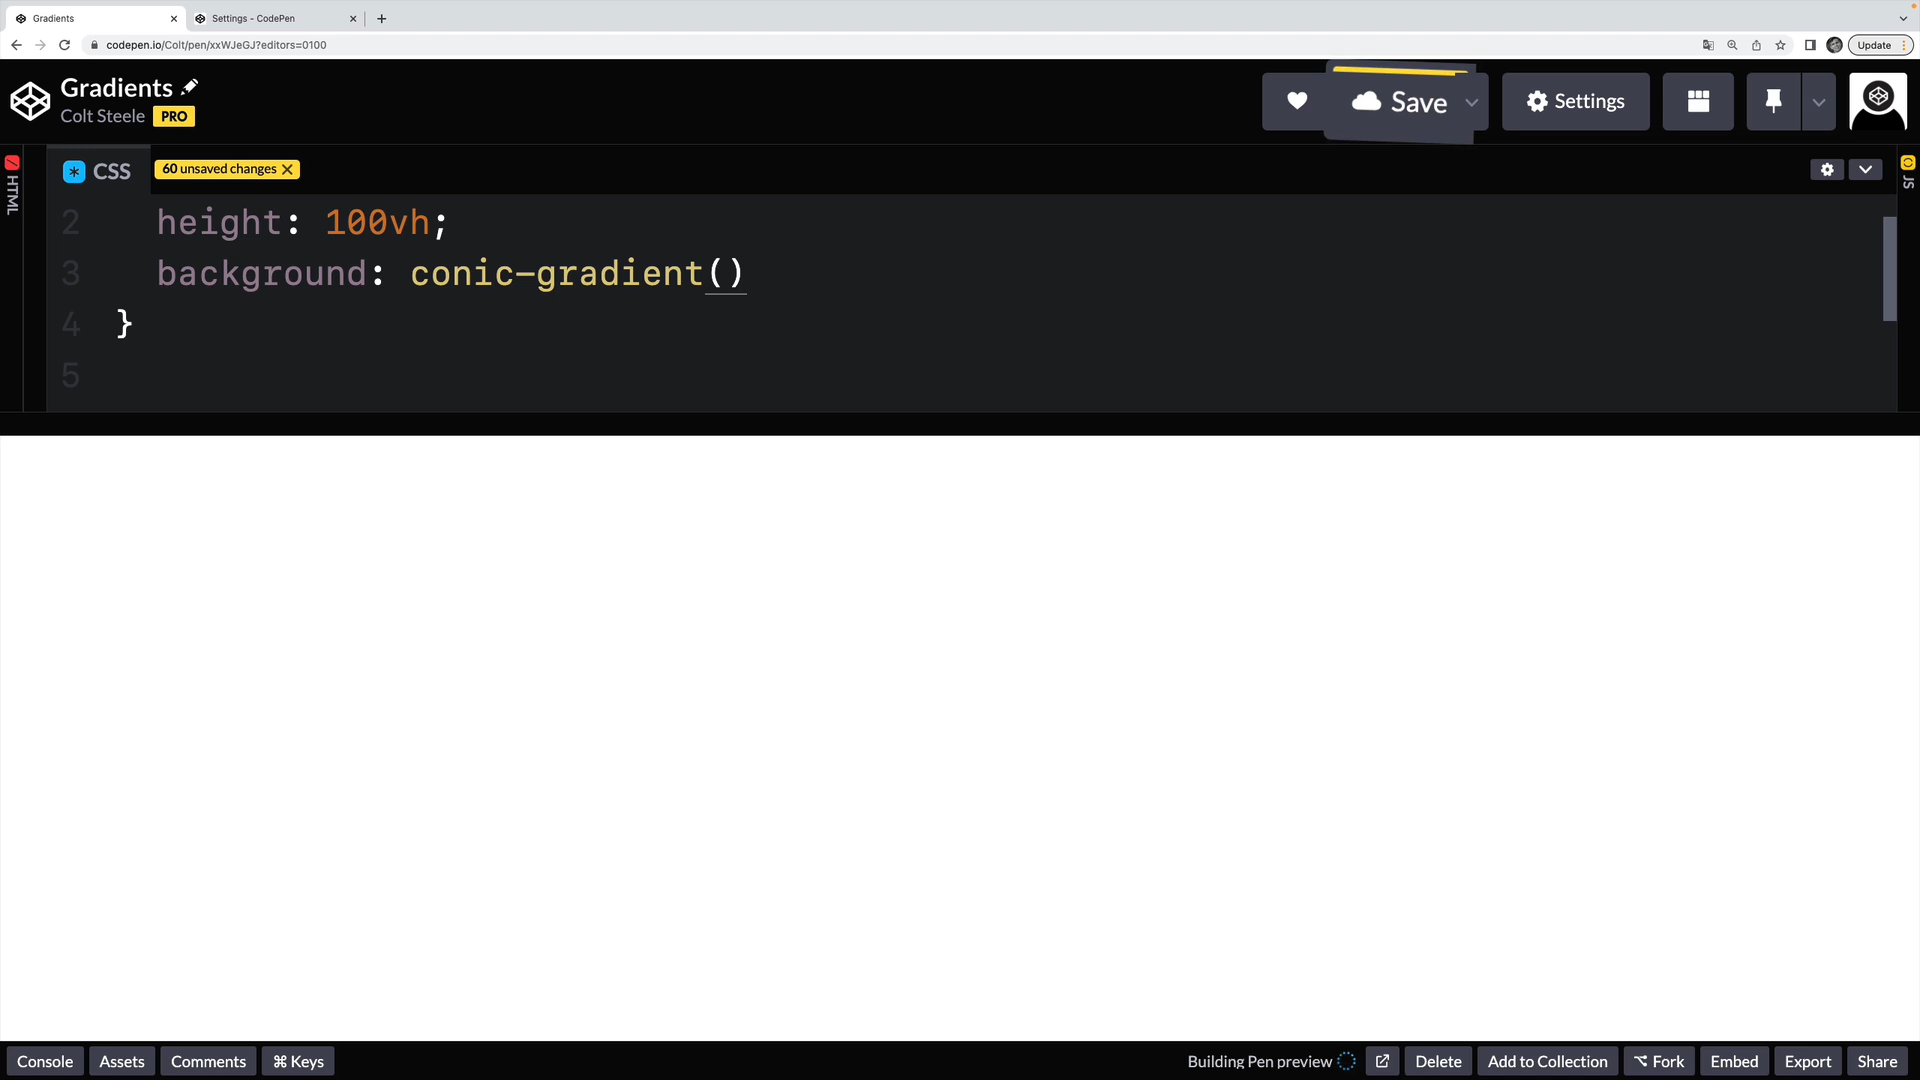 Gradients
Settings - CodePen
codepen.io/Colt/pen/xxWJeGJ?editors=0100
Update
Gradients
Colt Steele PRO
Save
Settings
HTML
CSS
60 unsaved changes
JS
2 height: 100vh;
3 background: conic-gradient()
4 }
5
Console Assets Comments ⌘ Keys
Building Pen preview
Delete Add to Collection ⌥ Fork Embed Export Share